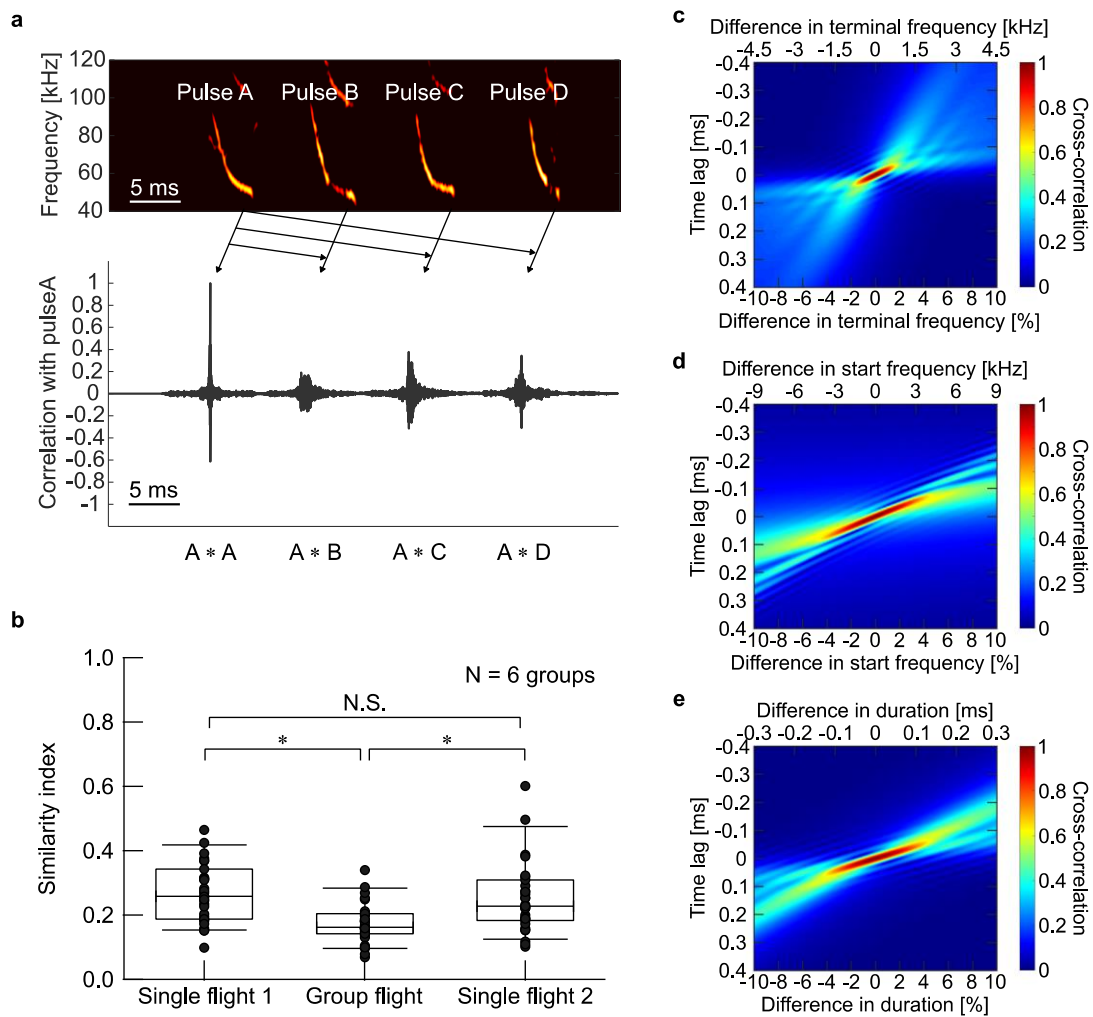 a
Frequency [kHz]
120
100
80
60
40
Pulse A Pulse B Pulse C Pulse D
5 ms
Correlation with pulseA
1
0.8
0.6
0.4
0.2
0
-0.2
-0.4
-0.6
-0.8
-1
5 ms
A * A A * B A * C A * D
b
Similarity index
1.0
0.8
0.6
0.4
0.2
0.0
N = 6 groups
N.S.
* *
Single flight 1 Group flight Single flight 2
c
Difference in terminal frequency [kHz]
-4.5 -1.5 0 1.5 3 4.5
Time lag [ms]
-0.4
-0.3
-0.2
-0.1
0
0.1
0.2
0.3
0.4
-10 -8 -6 -4 -2 0 2 4 6 8 10
Difference in terminal frequency [%]
1
0.8
0.6
0.4
0.2
0
Cross-correlation
d
Difference in start frequency [kHz]
-9 -6 -3 0 3 6 9
Time lag [ms]
-0.4
-0.3
-0.2
-0.1
0
0.1
0.2
0.3
0.4
-10 -8 -6 -4 -2 0 2 4 6 8 10
Difference in start frequency [%]
1
0.8
0.6
0.4
0.2
0
Cross-correlation
e
Difference in duration [ms]
-0.3 -0.2 -0.1 0 0.1 0.2 0.3
Time lag [ms]
-0.4
-0.3
-0.2
-0.1
0
0.1
0.2
0.3
0.4
-10 -8 -6 -4 -2 0 2 4 6 8 10
Difference in duration [%]
1
0.8
0.6
0.4
0.2
0
Cross-correlation